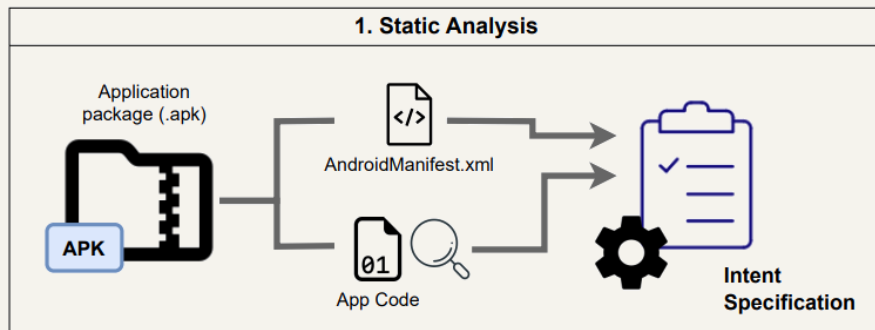 1. Static Analysis
Application
package (.apk)
APK
</>
AndroidManifest.xml
01
App Code
Intent
Specification